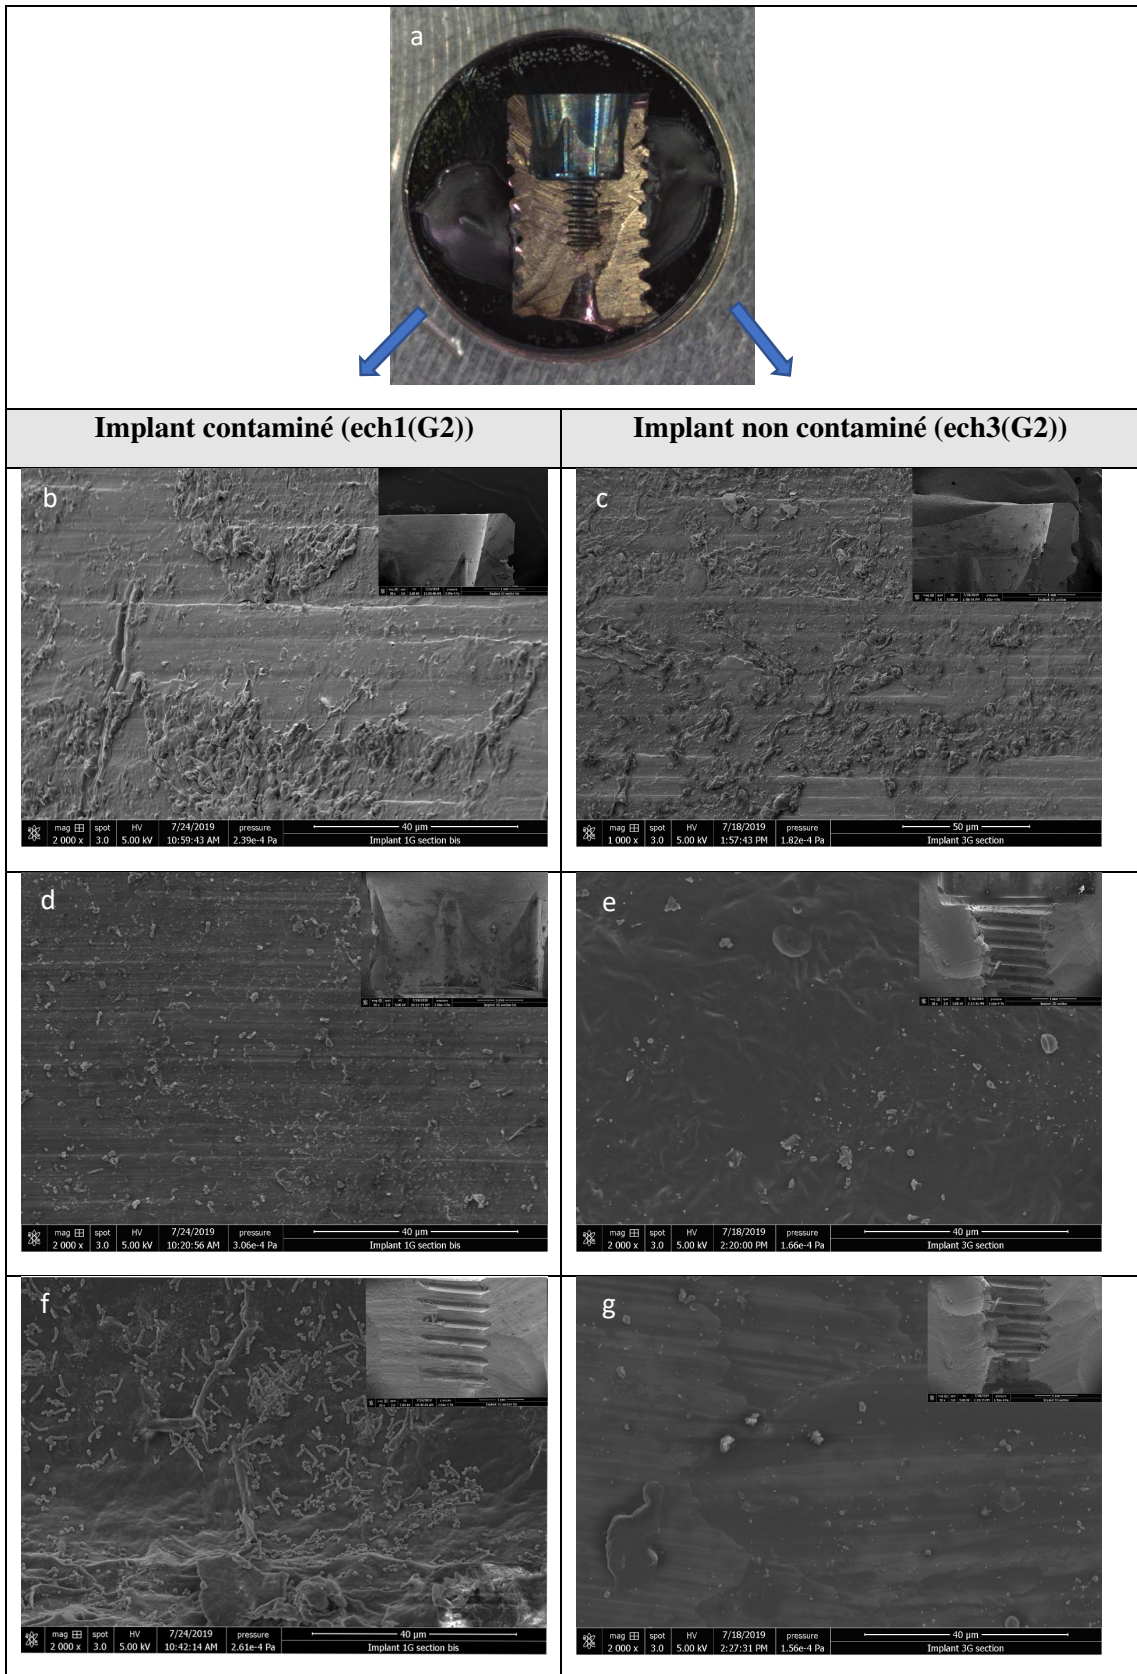 a
Implant contaminé (ech1(G2))
Implant non contaminé (ech3(G2))
b
mag spot HV 7/24/2019 pressure 40 µm
2 000 x 3.0 5.00 kV 10:59:43 AM 2.39e-4 Pa Implant 1G section bis
c
mag spot HV 7/18/2019 pressure 50 µm
1 000 x 3.0 5.00 kV 1:57:43 PM 1.82e-4 Pa Implant 3G section
d
mag spot HV 7/24/2019 pressure 40 µm
2 000 x 3.0 5.00 kV 10:20:56 AM 3.06e-4 Pa Implant 1G section bis
e
mag spot HV 7/18/2019 pressure 40 µm
2 000 x 3.0 5.00 kV 2:20:00 PM 1.66e-4 Pa Implant 3G section
f
mag spot HV 7/24/2019 pressure 40 µm
2 000 x 3.0 5.00 kV 10:42:14 AM 2.61e-4 Pa Implant 1G section bis
g
mag spot HV 7/18/2019 pressure 40 µm
2 000 x 3.0 5.00 kV 2:27:31 PM 1.56e-4 Pa Implant 3G section